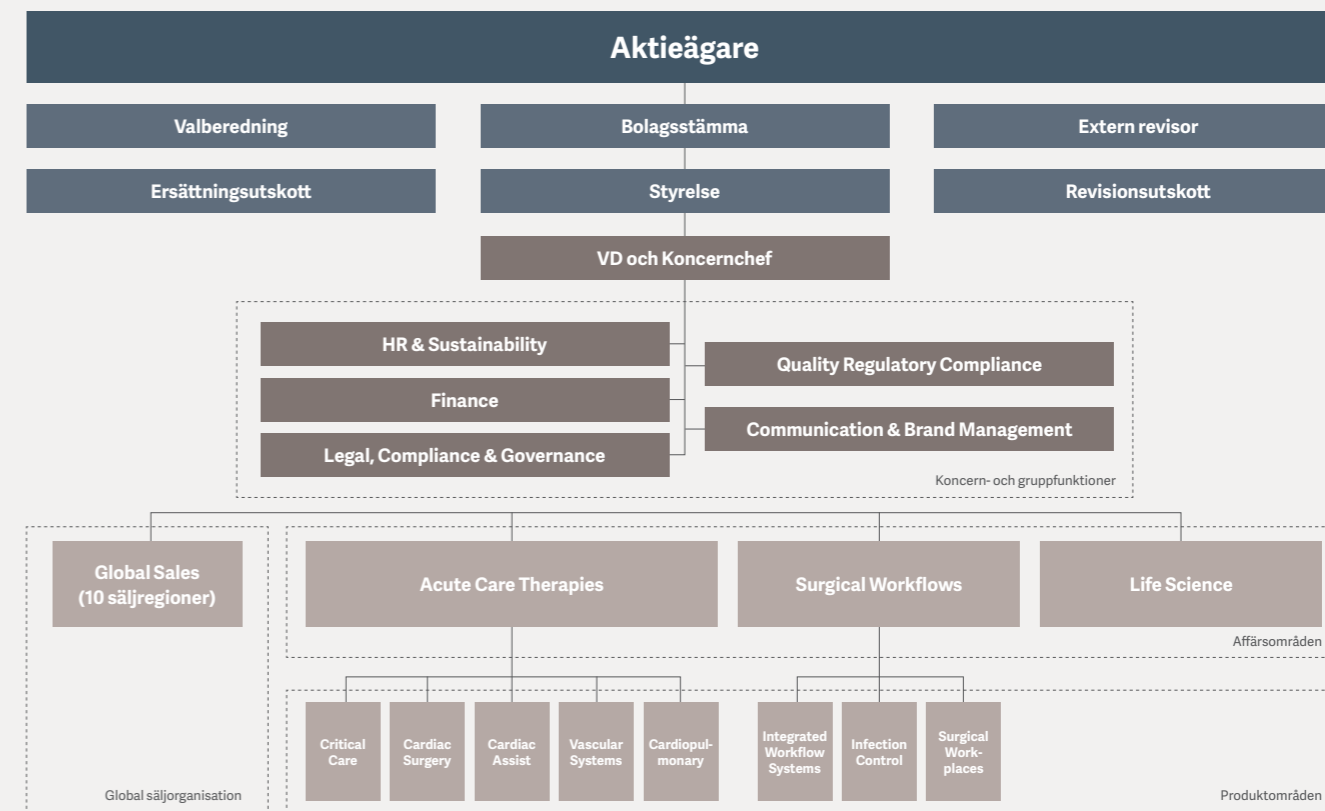 Aktieägare
Valberedning
Bolagsstämma
Extern revisor
Ersättningsutskott
Styrelse
Revisionsutskott
VD och Koncernchef
HR & Sustainability
Quality Regulatory Compliance
Finance
Communication & Brand Management
Legal, Compliance & Governance
Koncern- och gruppfunktioner
Global Sales
(10 säljregioner)
Acute Care Therapies
Surgical Workflows
Life Science
Affärsområden
Critical
Care
Cardiac
Surgery
Cardiac
Assist
Vascular
Systems
Cardiopul-
monary
Integrated
Workflow
Systems
Infection
Control
Surgical
Work-
places
Global säljorganisation
Produktområden